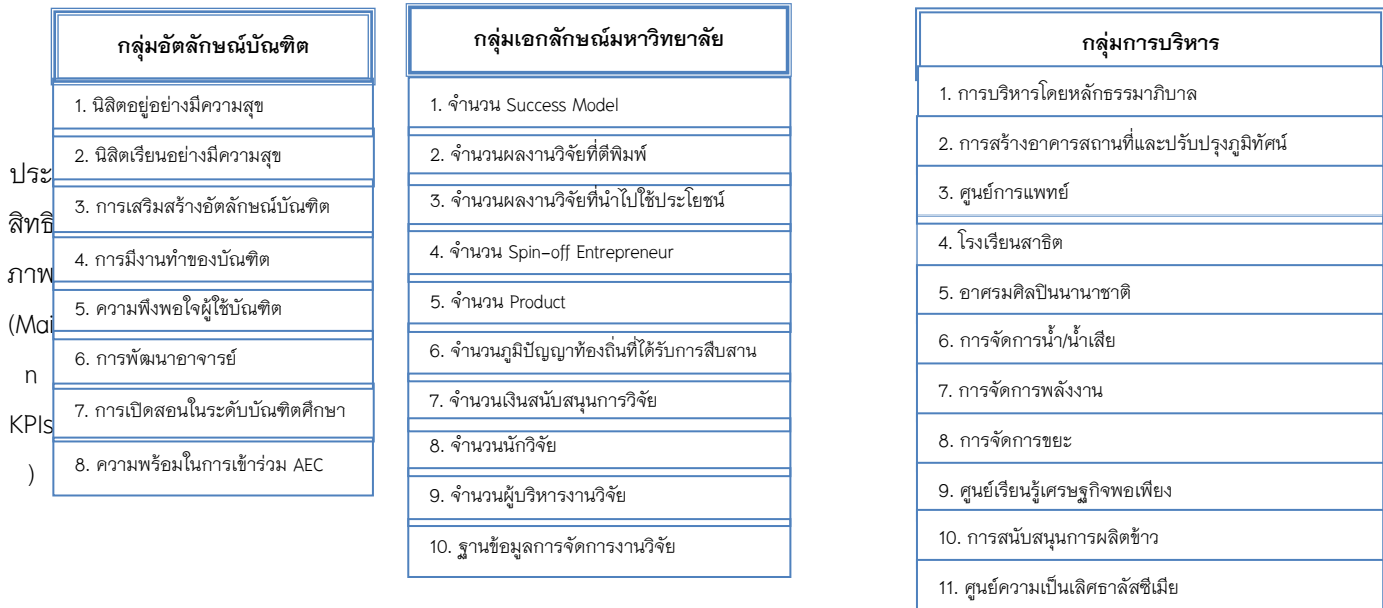 ประ
สิทธิ
ภาพ
(Mai
n
KPIs
)
กลุ่มอัตลักษณ์บัณฑิต
1. นิสิตอยู่อย่างมีความสุข
2. นิสิตเรียนอย่างมีความสุข
3. การเสริมสร้างอัตลักษณ์บัณฑิต
4. การมีงานทำของบัณฑิต
5. ความพึงพอใจผู้ใช้บัณฑิต
6. การพัฒนาอาจารย์
7. การเปิดสอนในระดับบัณฑิตศึกษา
8. ความพร้อมในการเข้าร่วม AEC
กลุ่มเอกลักษณ์มหาวิทยาลัย
1. จำนวน Success Model
2. จำนวนผลงานวิจัยที่ตีพิมพ์
3. จำนวนผลงานวิจัยที่นำไปใช้ประโยชน์
4. จำนวน Spin-off Entrepreneur
5. จำนวน Product
6. จำนวนภูมิปัญญาท้องถิ่นที่ได้รับการสืบสาน
7. จำนวนเงินสนับสนุนการวิจัย
8. จำนวนนักวิจัย
9. จำนวนผู้บริหารงานวิจัย
10. ฐานข้อมูลการจัดการงานวิจัย
กลุ่มการบริหาร
1. การบริหารโดยหลักธรรมาภิบาล
2. การสร้างอาคารสถานที่และปรับปรุงภูมิทัศน์
3. ศูนย์การแพทย์
4. โรงเรียนสาธิต
5. อาศรมศิลปินนานาชาติ
6. การจัดการน้ำ/น้ำเสีย
7. การจัดการพลังงาน
8. การจัดการขยะ
9. ศูนย์เรียนรู้เศรษฐกิจพอเพียง
10. การสนับสนุนการผลิตข้าว
11. ศูนย์ความเป็นเลิศธาลัสซีเมีย